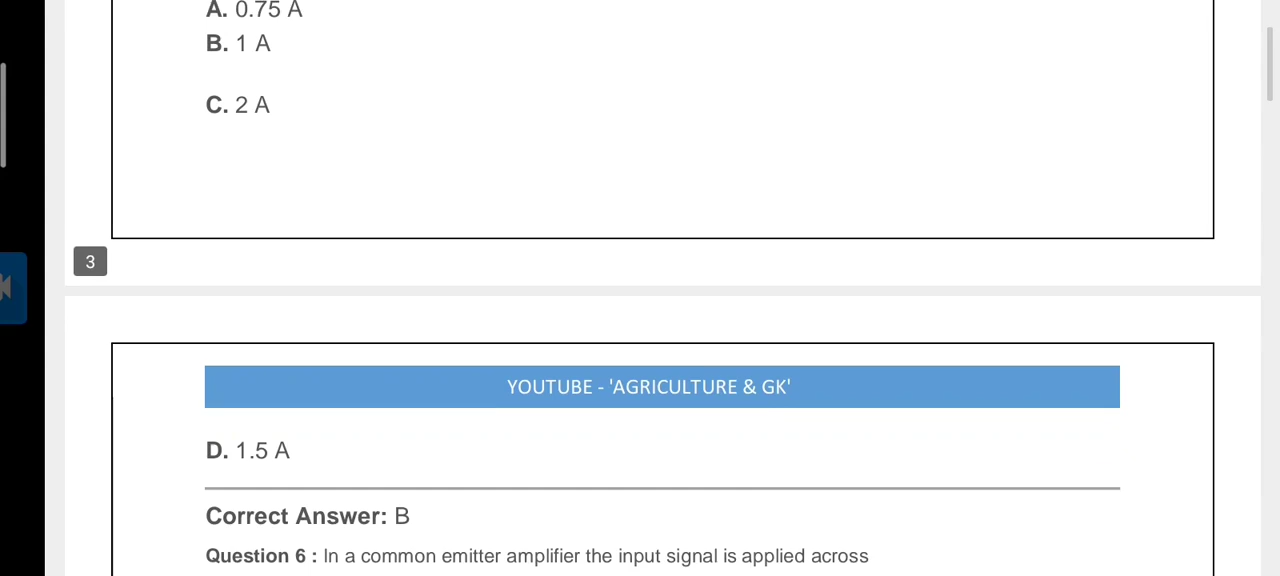 A. 0.75 A
B. 1 A
C. 2 A
3
YOUTUBE - 'AGRICULTURE & GK'
D. 1.5 A
Correct Answer: B
Question 6 : In a common emitter amplifier the input signal is applied across